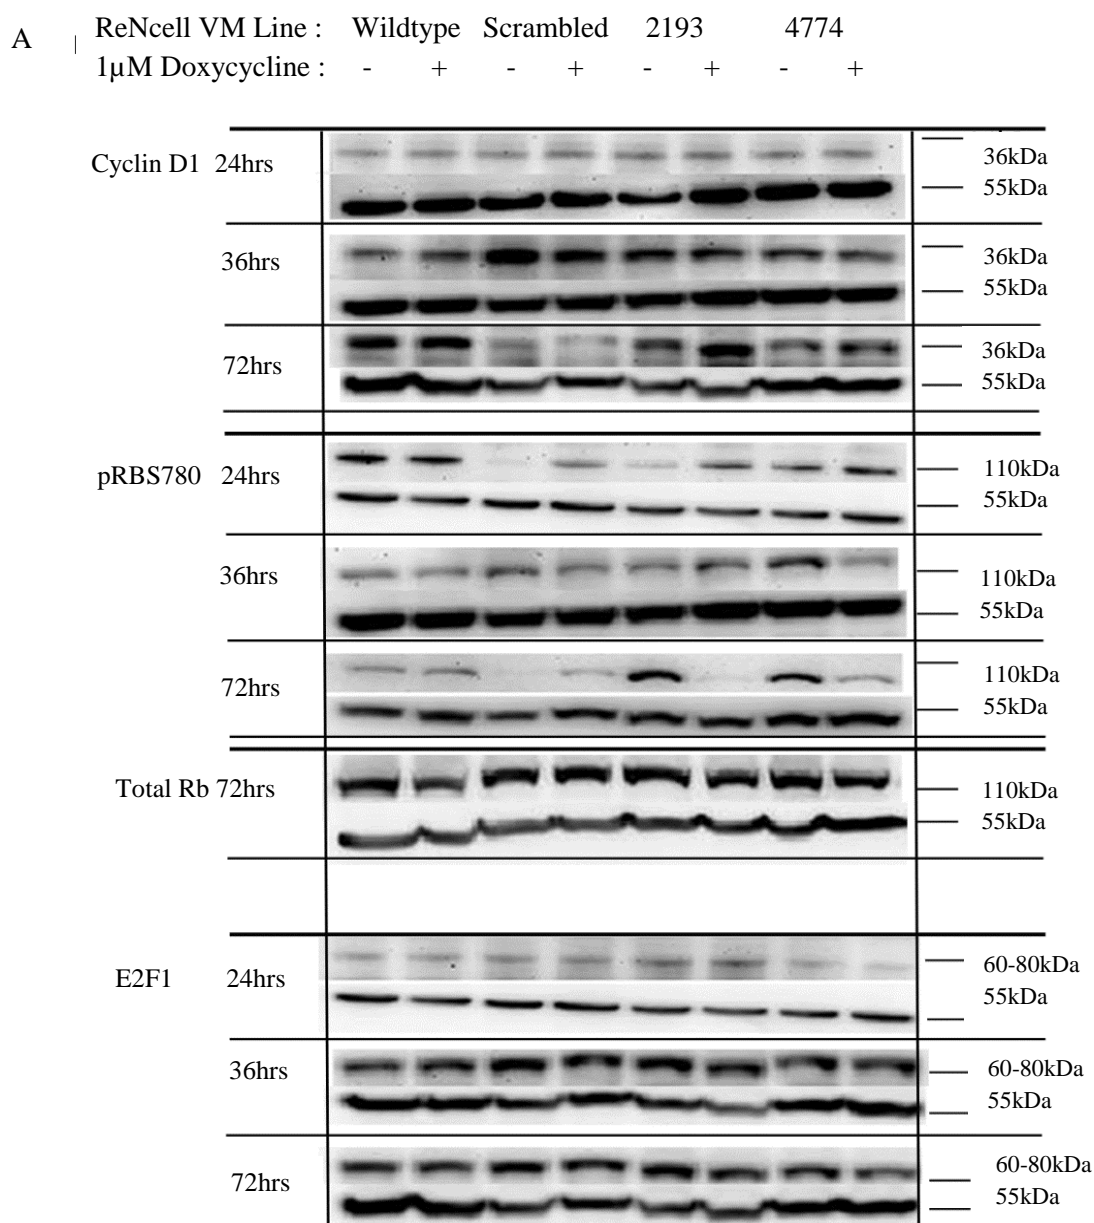 A
ReNcell VM Line : Wildtype Scrambled 2193 4774
1µM Doxycycline : - + - + - + - +
Cyclin D1 24hrs 36kDa
55kDa
36hrs 36kDa
55kDa
72hrs 36kDa
55kDa
pRBS780 24hrs 110kDa
55kDa
36hrs 110kDa
55kDa
72hrs 110kDa
55kDa
Total Rb 72hrs 110kDa
55kDa
E2F1 24hrs 60-80kDa
55kDa
36hrs 60-80kDa
55kDa
72hrs 60-80kDa
55kDa